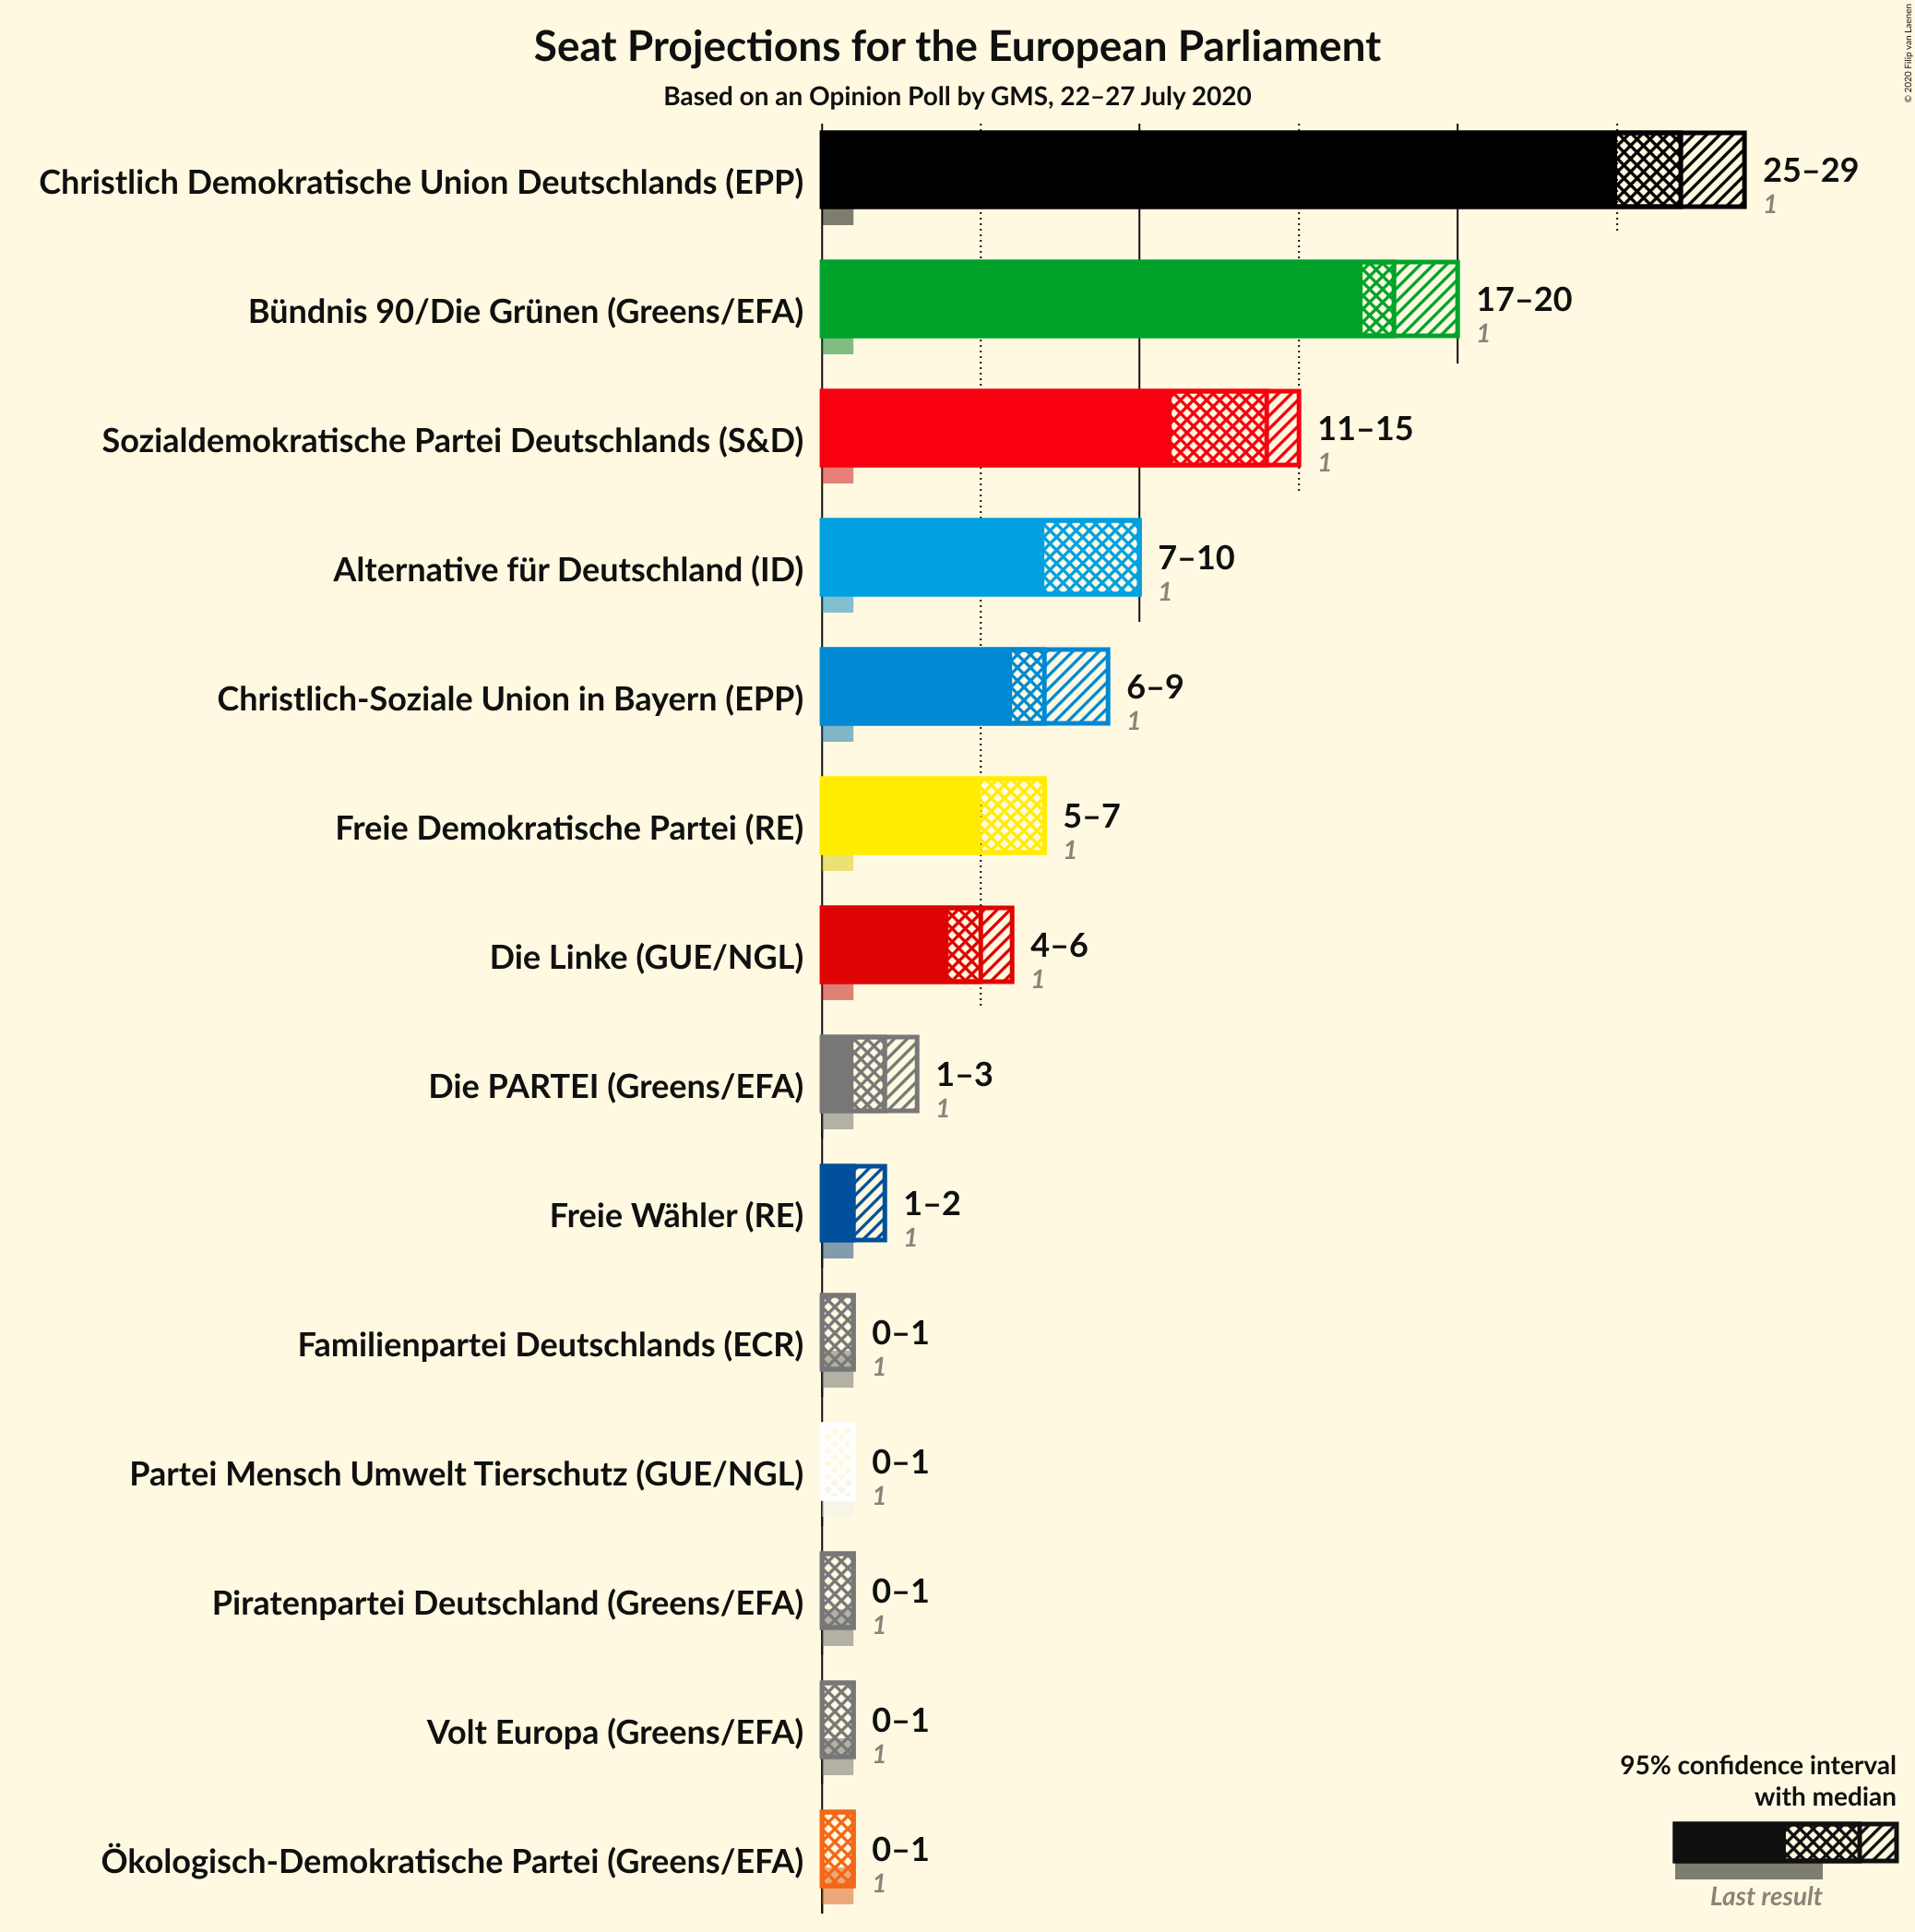 Seat Projections for the European Parliament
Based on an Opinion Poll by GMS, 22–27 July 2020
© 2020 Filip van Laenen
Christlich Demokratische Union Deutschlands (EPP)
25–29
1
Bündnis 90/Die Grünen (Greens/EFA)
17–20
1
Sozialdemokratische Partei Deutschlands (S&D)
11–15
1
Alternative für Deutschland (ID)
7–10
1
Christlich-Soziale Union in Bayern (EPP)
6–9
1
Freie Demokratische Partei (RE)
5–7
1
Die Linke (GUE/NGL)
4–6
1
Die PARTEI (Greens/EFA)
1–3
1
Freie Wähler (RE)
1–2
1
Familienpartei Deutschlands (ECR)
0–1
1
Partei Mensch Umwelt Tierschutz (GUE/NGL)
0–1
1
Piratenpartei Deutschland (Greens/EFA)
0–1
1
Volt Europa (Greens/EFA)
0–1
1
Ökologisch-Demokratische Partei (Greens/EFA)
0–1
1
95% confidence interval
with median
Last result